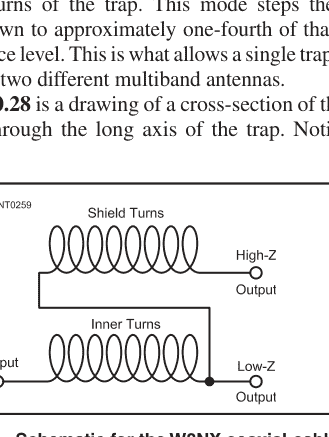 urns of the trap. This mode steps the
wn to approximately one-fourth of tha
ce level. This is what allows a single trap
two different multiband antennas.
0.28 is a drawing of a cross-section of th
hrough the long axis of the trap. Noti
NT0259
Shield Turns
High-Z
Output
Inner Turns
put
Low-Z
Output
Schematic for the W8NX coaxial-cabl